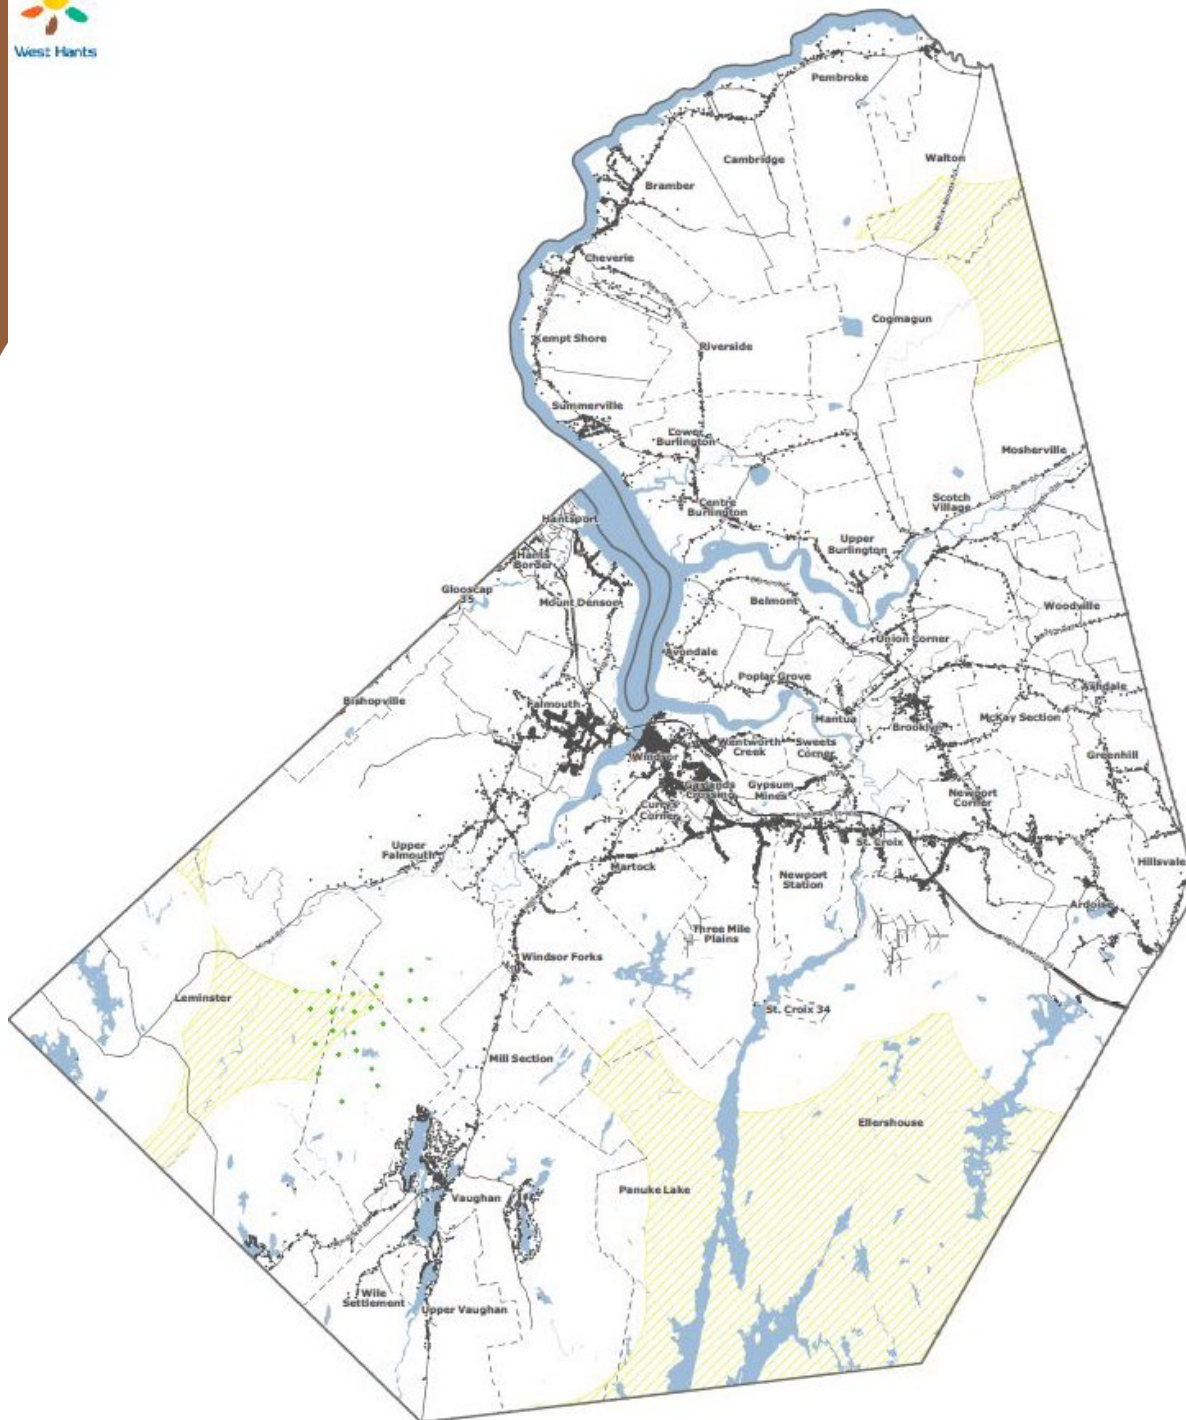 West Hants
Pembroke
Cambridge
Walton
Bramber
Cheverie
Cogmagun
Kempt Shore
Riverside
Summerville
Lower
Burlington
Mosherville
Scotch
Village
Centre
Burlington
Hantsport
Upper
Burlington
Hants
Border
Glooscap
35
Mount Denson
Belmont
Woodville
Union Corner
Avondale
Poplar Grove
Ashdale
Bishopville
Falmouth
Mantua
McKay Section
Brooklyn
Wentworth
Creek
Sweets
Corner
Windsor
Greenhill
Garlands
Crossing
Gypsum
Mines
Newport
Corner
Currys
Corner
St. Croix
Upper
Falmouth
Martock
Newport
Station
Hillsvale
Ardoise
Three Mile
Plains
Windsor Forks
Leminster
St. Croix 34
Mill Section
Ellershouse
Panuke Lake
Vaughan
Wile
Settlement
Upper Vaughan